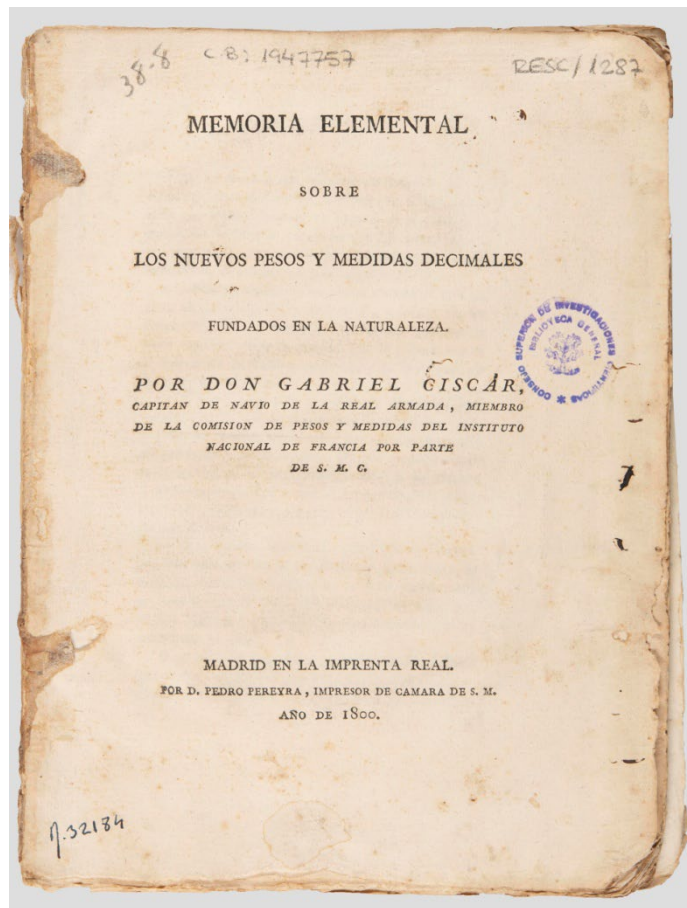 38-8
C.B: 1947757
RESC/1287
MEMORIA ELEMENTAL
SOBRE
LOS NUEVOS PESOS Y MEDIDAS DECIMALES
FUNDADOS EN LA NATURALEZA.
CONSEJO SUPERIOR DE INVESTIGACIONES CIENTIFICAS
BIBLIOTECA GENERAL
POR DON GABRIEL CISCÁR,
CAPITAN DE NAVIO DE LA REAL ARMADA, MIEMBRO
DE LA COMISION DE PESOS Y MEDIDAS DEL INSTITUTO
NACIONAL DE FRANCIA POR PARTE
DE S. M. C.
MADRID EN LA IMPRENTA REAL.
POR D. PEDRO PEREYRA, IMPRESOR DE CAMARA DE S. M.
AÑO DE 1800.
32184